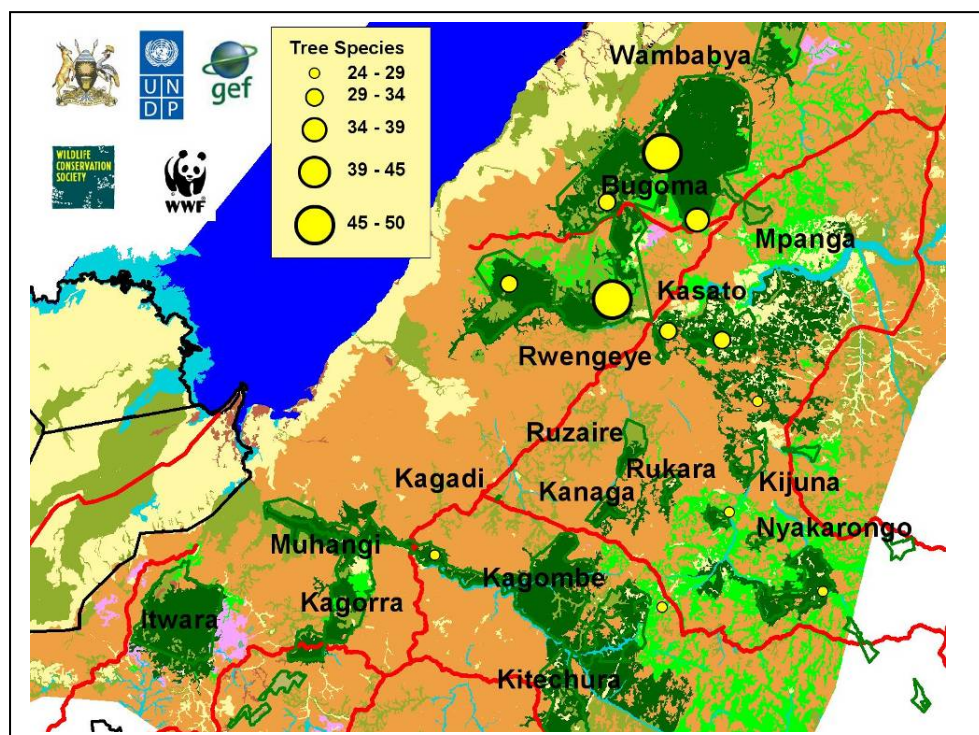 UN
DP
gef
WILDLIFE
CONSERVATION
SOCIETY
WWF
Tree Species
24 - 29
29 - 34
34 - 39
39 - 45
45 - 50
Wambabya
Bugoma
Mpanga
Kasato
Rwengeye
Ruzaire
Kagadi
Kanaga
Rukara
Kijuna
Nyakarongo
Muhangi
Kagombe
Kagorra
Itwara
Kitechura